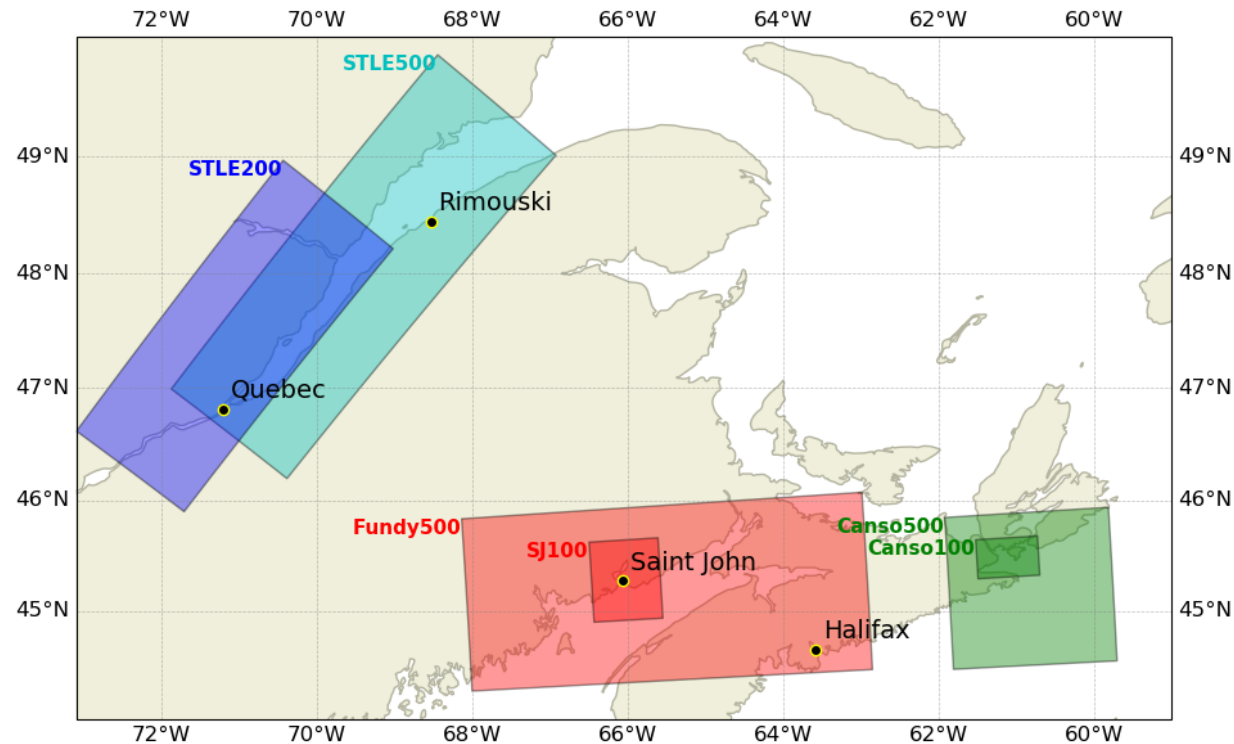 72°W 70°W 68°W 66°W 64°W 62°W 60°W
STLE500
49°N 49°N
STLE200
Rimouski
48°N 48°N
47°N 47°N
Quebec
46°N 46°N
Fundy500 Canso500
SJ100 Canso100
Saint John
45°N 45°N
Halifax
72°W 70°W 68°W 66°W 64°W 62°W 60°W